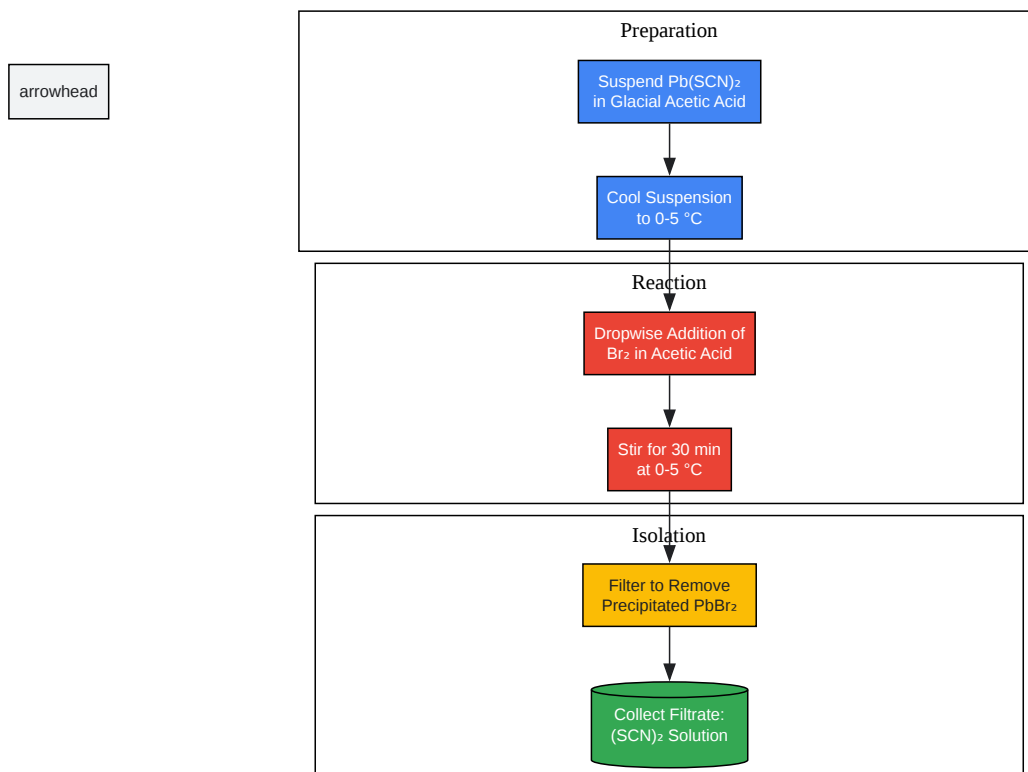 Preparation
arrowhead
Suspend Pb(SCN)₂
in Glacial Acetic Acid
Cool Suspension
to 0-5 °C
Reaction
Dropwise Addition of
Br₂ in Acetic Acid
Stir for 30 min
at 0-5 °C
Isolation
Filter to Remove
Precipitated PbBr₂
Collect Filtrate:
(SCN)₂ Solution